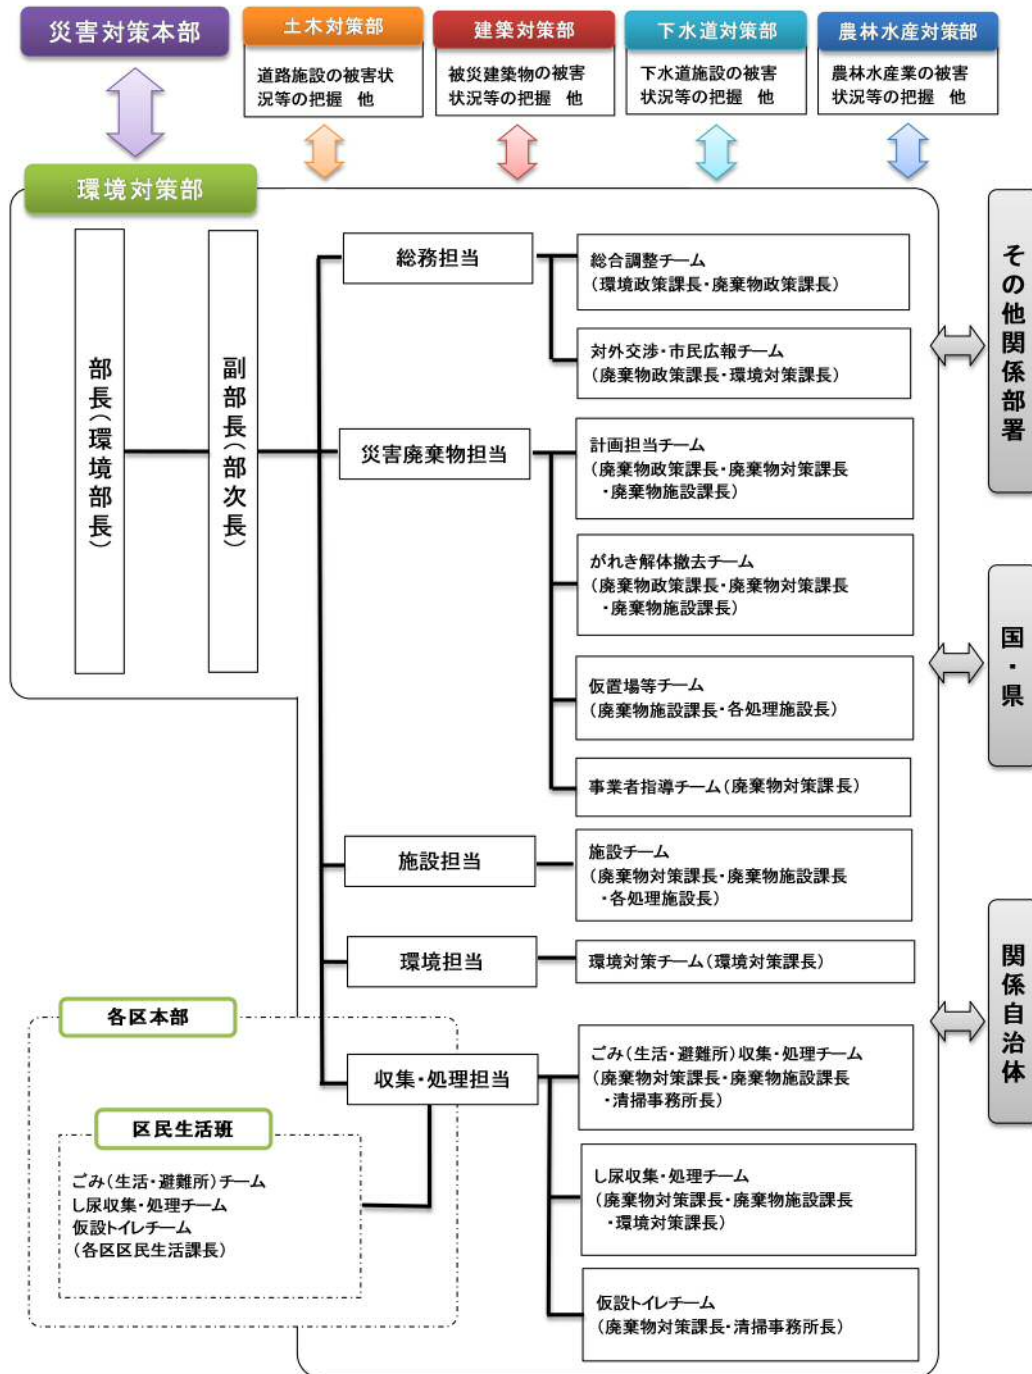 災害対策本部
土木対策部
道路施設の被害状
況等の把握 他
建築対策部
被災建築物の被害
状況等の把握 他
下水道対策部
下水道施設の被害
状況等の把握 他
農林水産対策部
農林水産業の被害
状況等の把握 他
環境対策部
部長(環境部長)
副部長(部次長)
総務担当
総合調整チーム
(環境政策課長・廃棄物政策課長)
対外交渉・市民広報チーム
(廃棄物政策課長・環境対策課長)
災害廃棄物担当
計画担当チーム
(廃棄物政策課長・廃棄物対策課長
・廃棄物施設課長)
がれき解体撤去チーム
(廃棄物政策課長・廃棄物対策課長
・廃棄物施設課長)
仮置場等チーム
(廃棄物施設課長・各処理施設長)
事業者指導チーム(廃棄物対策課長)
施設担当
施設チーム
(廃棄物対策課長・廃棄物施設課長
・各処理施設長)
環境担当
環境対策チーム(環境対策課長)
収集・処理担当
ごみ(生活・避難所)収集・処理チーム
(廃棄物対策課長・廃棄物施設課長
・清掃事務所長)
し尿収集・処理チーム
(廃棄物対策課長・廃棄物施設課長
・環境対策課長)
仮設トイレチーム
(廃棄物対策課長・清掃事務所長)
各区本部
区民生活班
ごみ(生活・避難所)チーム
し尿収集・処理チーム
仮設トイレチーム
(各区区民生活課長)
その他関係部署
国・県
関係自治体